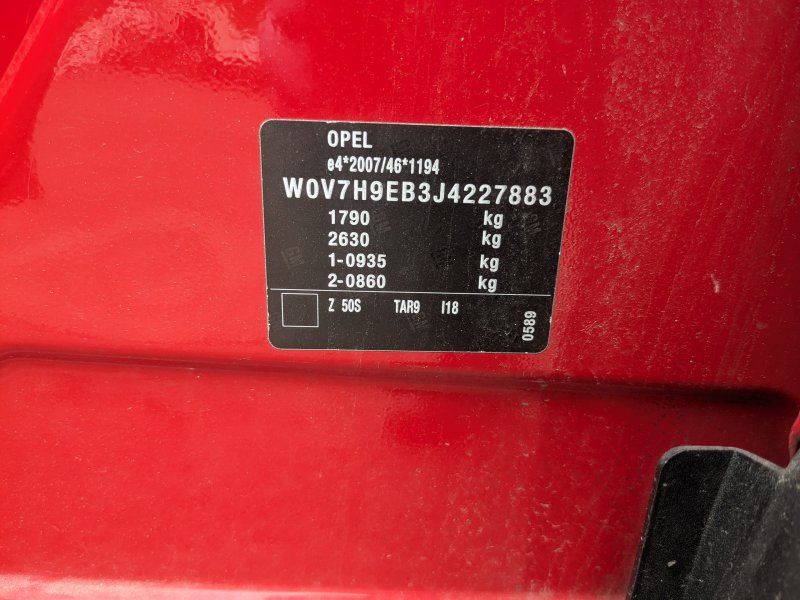 OPEL
e4*2007/46*1194
W0V7H9EB3J4227883
1790 kg
2630 kg
1-0935 kg
2-0860 kg
Z 50S TAR9 I18
0589